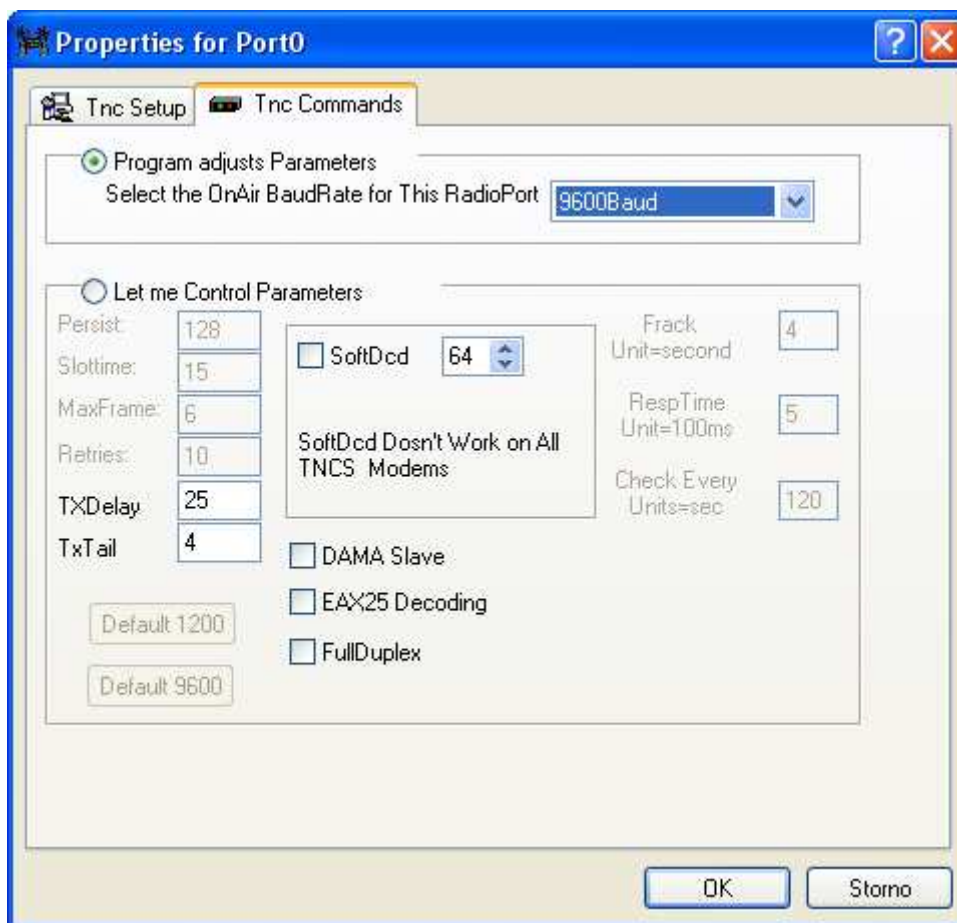 Properties for Port0
Tnc Setup
Tnc Commands
Program adjusts Parameters
Select the OnAir BaudRate for This RadioPort
9600Baud
Let me Control Parameters
Persist: 128
Slottime: 15
MaxFrame: 6
Retries: 10
TXDelay 25
TxTail 4
Default 1200
Default 9600
SoftDcd 64
SoftDcd Dosn't Work on All
TNCS Modems
DAMA Slave
EAX25 Decoding
FullDuplex
Frack
Unit=second
4
RespTime
Unit=100ms
5
Check Every
Units=sec
120
OK
Storno